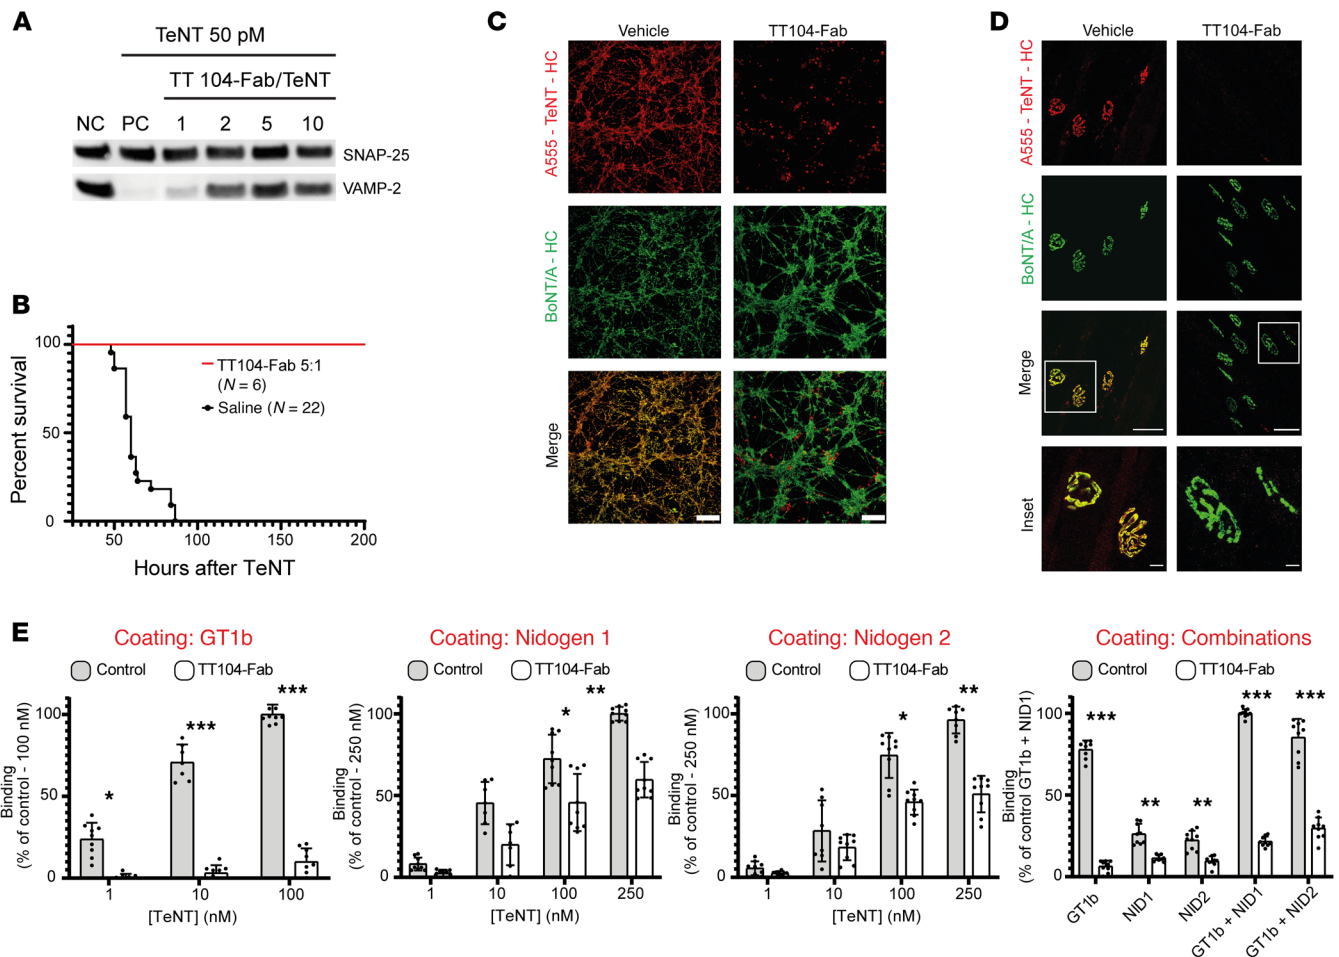 A
TeNT 50 pM
TT 104-Fab/TeNT
NC PC 1 2 5 10
SNAP-25
VAMP-2
B
Percent survival
100
50
0
50 100 150 200
Hours after TeNT
TT104-Fab 5:1
(N = 6)
Saline (N = 22)
C
Vehicle TT104-Fab
A555 - TeNT - HC
BoNT/A - HC
Merge
D
Vehicle TT104-Fab
A555 - TeNT - HC
BoNT/A - HC
Merge
Inset
E
Coating: GT1b
Control TT104-Fab
Binding
(% of control - 100 nM)
100
50
0
* *** ***
1 10 100
[TeNT] (nM)
Coating: Nidogen 1
Control TT104-Fab
Binding
(% of control - 250 nM)
100
50
0
* **
1 10 100 250
[TeNT] (nM)
Coating: Nidogen 2
Control TT104-Fab
Binding
(% of control - 250 nM)
100
50
0
* **
1 10 100 250
[TeNT] (nM)
Coating: Combinations
Control TT104-Fab
Binding
(% of control GT1b + NID1)
100
50
0
*** ** ** *** ***
GT1b
NID1
NID2
GT1b + NID1
GT1b + NID2